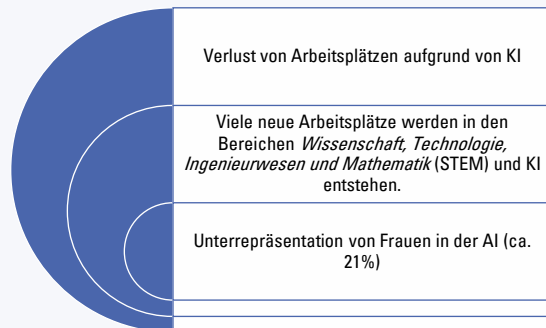 Verlust von Arbeitsplätzen aufgrund von KI
Viele neue Arbeitsplätze werden in den
Bereichen Wissenschaft, Technologie,
Ingenieurwesen und Mathematik (STEM) und KI
entstehen.
Unterrepräsentation von Frauen in der AI (ca.
21%)